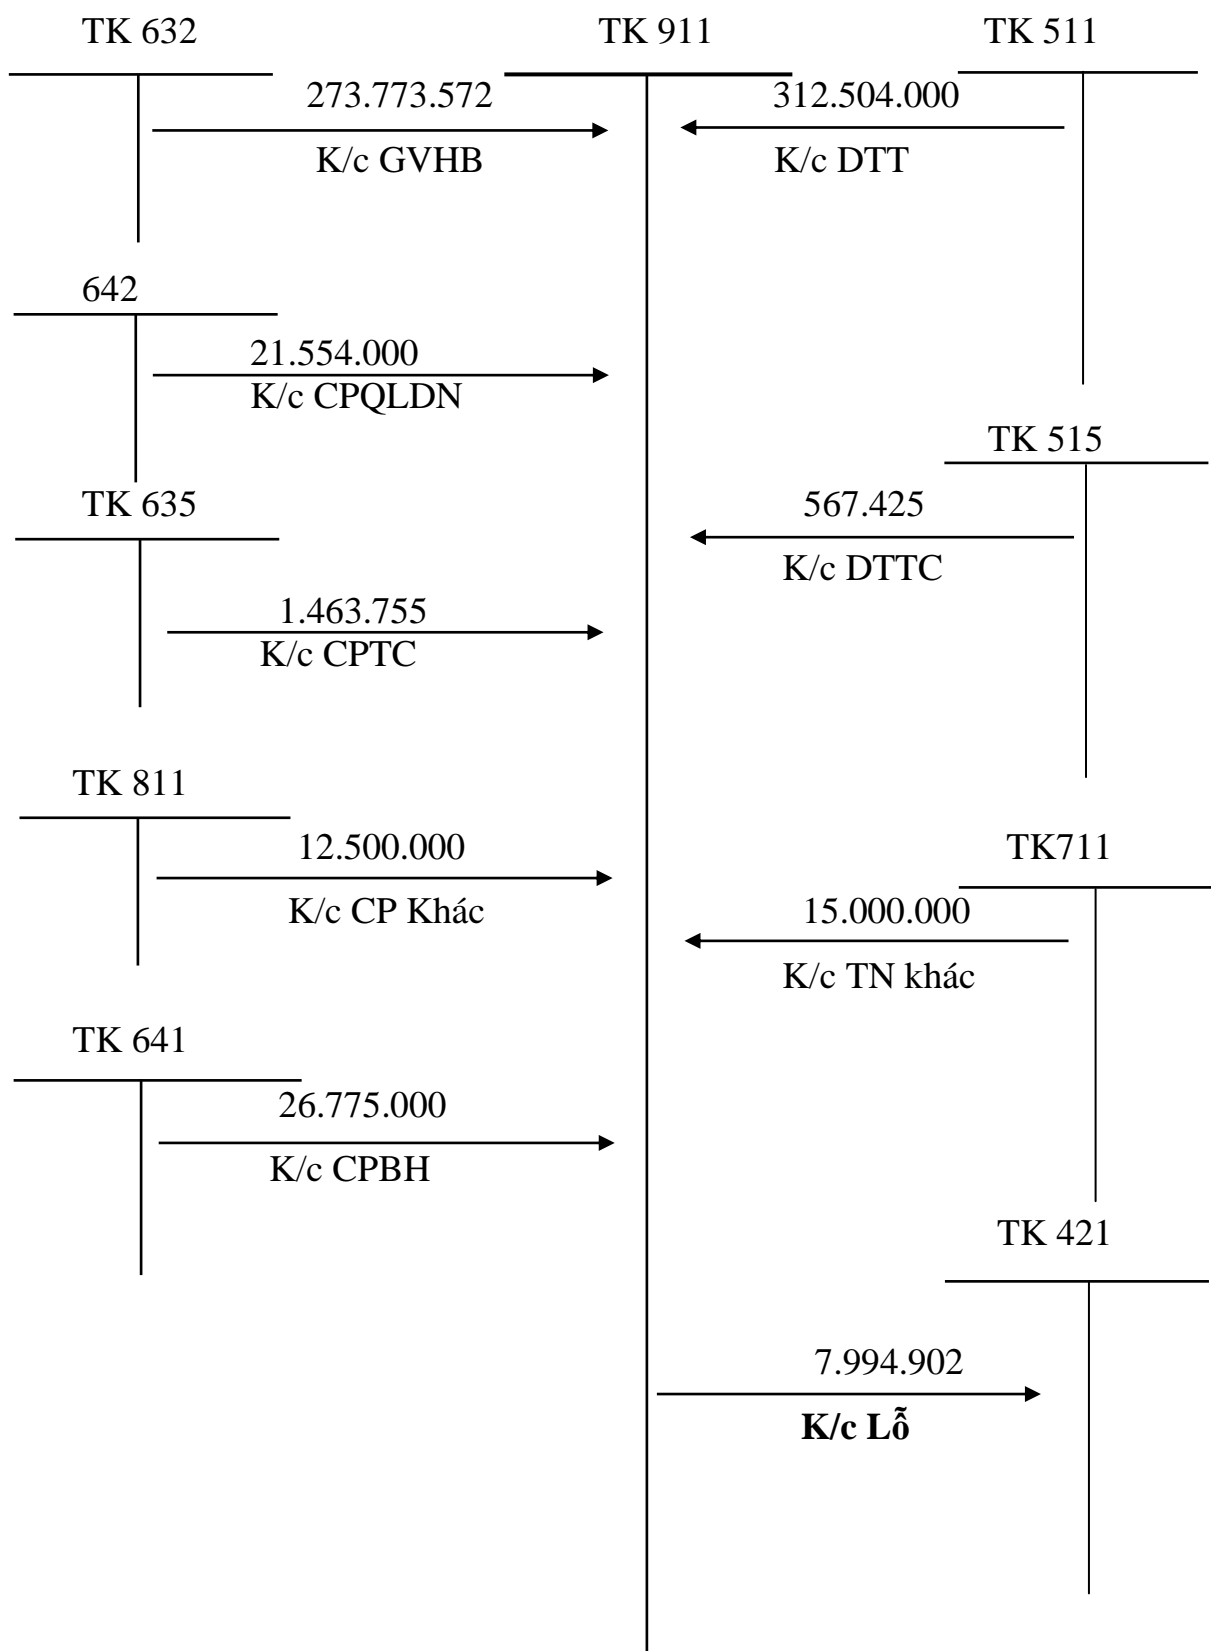 TK 632
TK 911
TK 511
273.773.572
312.504.000
K/c GVHB
K/c DTT
642
21.554.000
K/c CPQLDN
TK 515
TK 635
567.425
K/c DTTC
1.463.755
K/c CPTC
TK 811
12.500.000
TK711
K/c CP Khác
15.000.000
K/c TN khác
TK 641
26.775.000
K/c CPBH
TK 421
7.994.902
K/c Lỗ